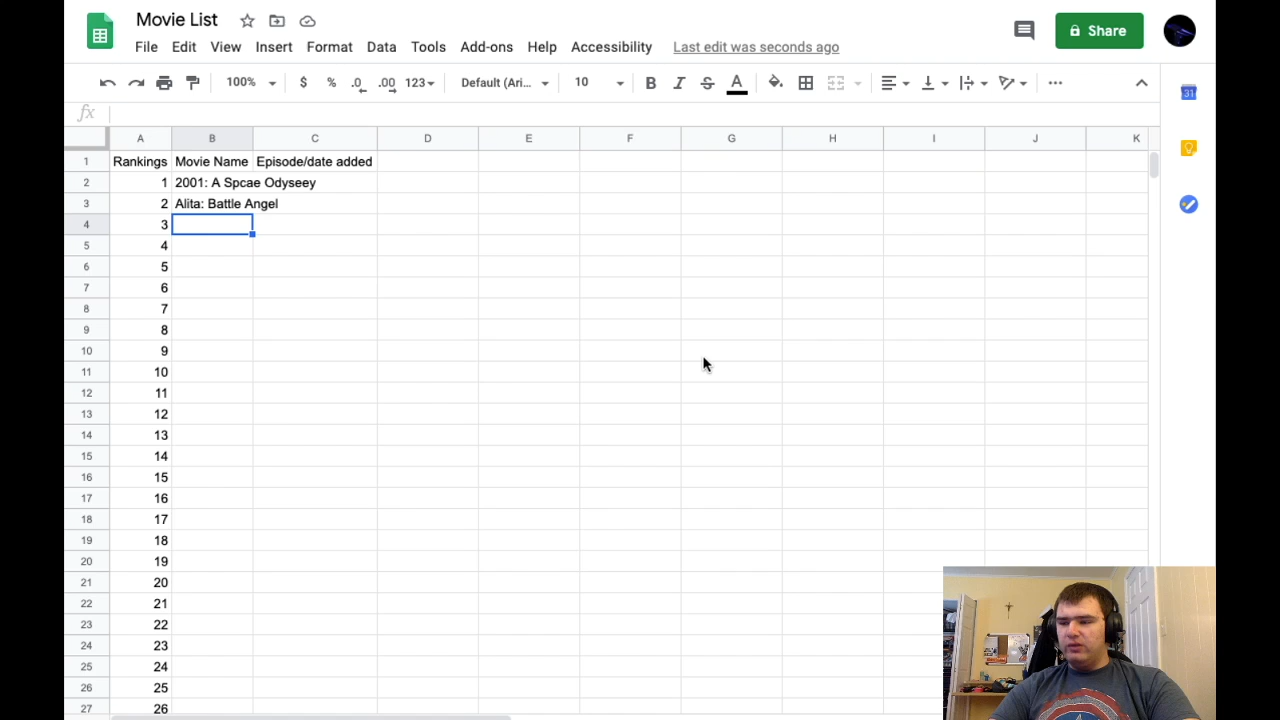 Movie List
File Edit View Insert Format Data Tools Add-ons Help Accessibility Last edit was seconds ago
Share
100% $ % .0 .00 123 Default (Ari... 10 B I S A
31
fx
A B C D E F G H I J K
1 Rankings Movie Name Episode/date added
2 1 2001: A Spcae Odyseey
3 2 Alita: Battle Angel
4 3
5 4
6 5
7 6
8 7
9 8
10 9
11 10
12 11
13 12
14 13
15 14
16 15
17 16
18 17
19 18
20 19
21 20
22 21
23 22
24 23
25 24
26 25
27 26